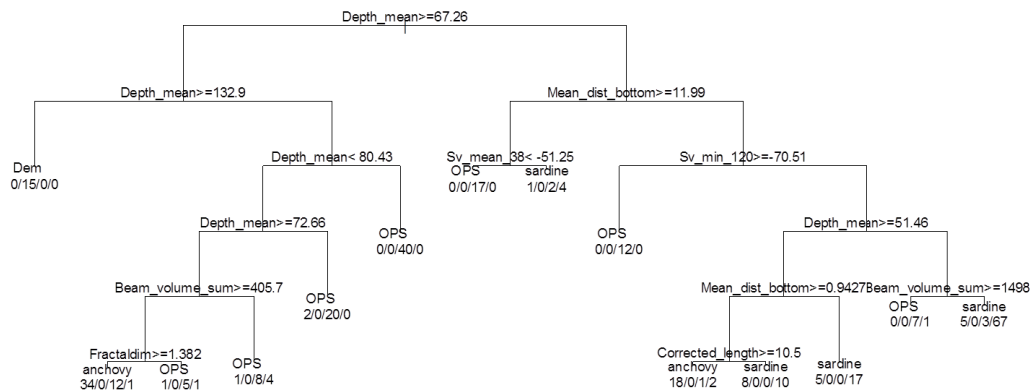 Depth_mean>=67.26
Depth_mean>=132.9
Mean_dist_bottom>=11.99
Dem
0/15/0/0
Depth_mean< 80.43
Sv_mean_38< -51.25
OPS
0/0/17/0
sardine
1/0/2/4
Sv_min_120>=-70.51
Depth_mean>=72.66
OPS
0/0/40/0
OPS
0/0/12/0
Depth_mean>=51.46
Beam_volume_sum>=405.7
OPS
2/0/20/0
Mean_dist_bottom>=0.9427
Beam_volume_sum>=1498
OPS
0/0/7/1
sardine
5/0/3/67
Fractaldim>=1.382
anchovy
34/0/12/1
OPS
1/0/5/1
OPS
1/0/8/4
Corrected_length>=10.5
anchovy
18/0/1/2
sardine
8/0/0/10
sardine
5/0/0/17